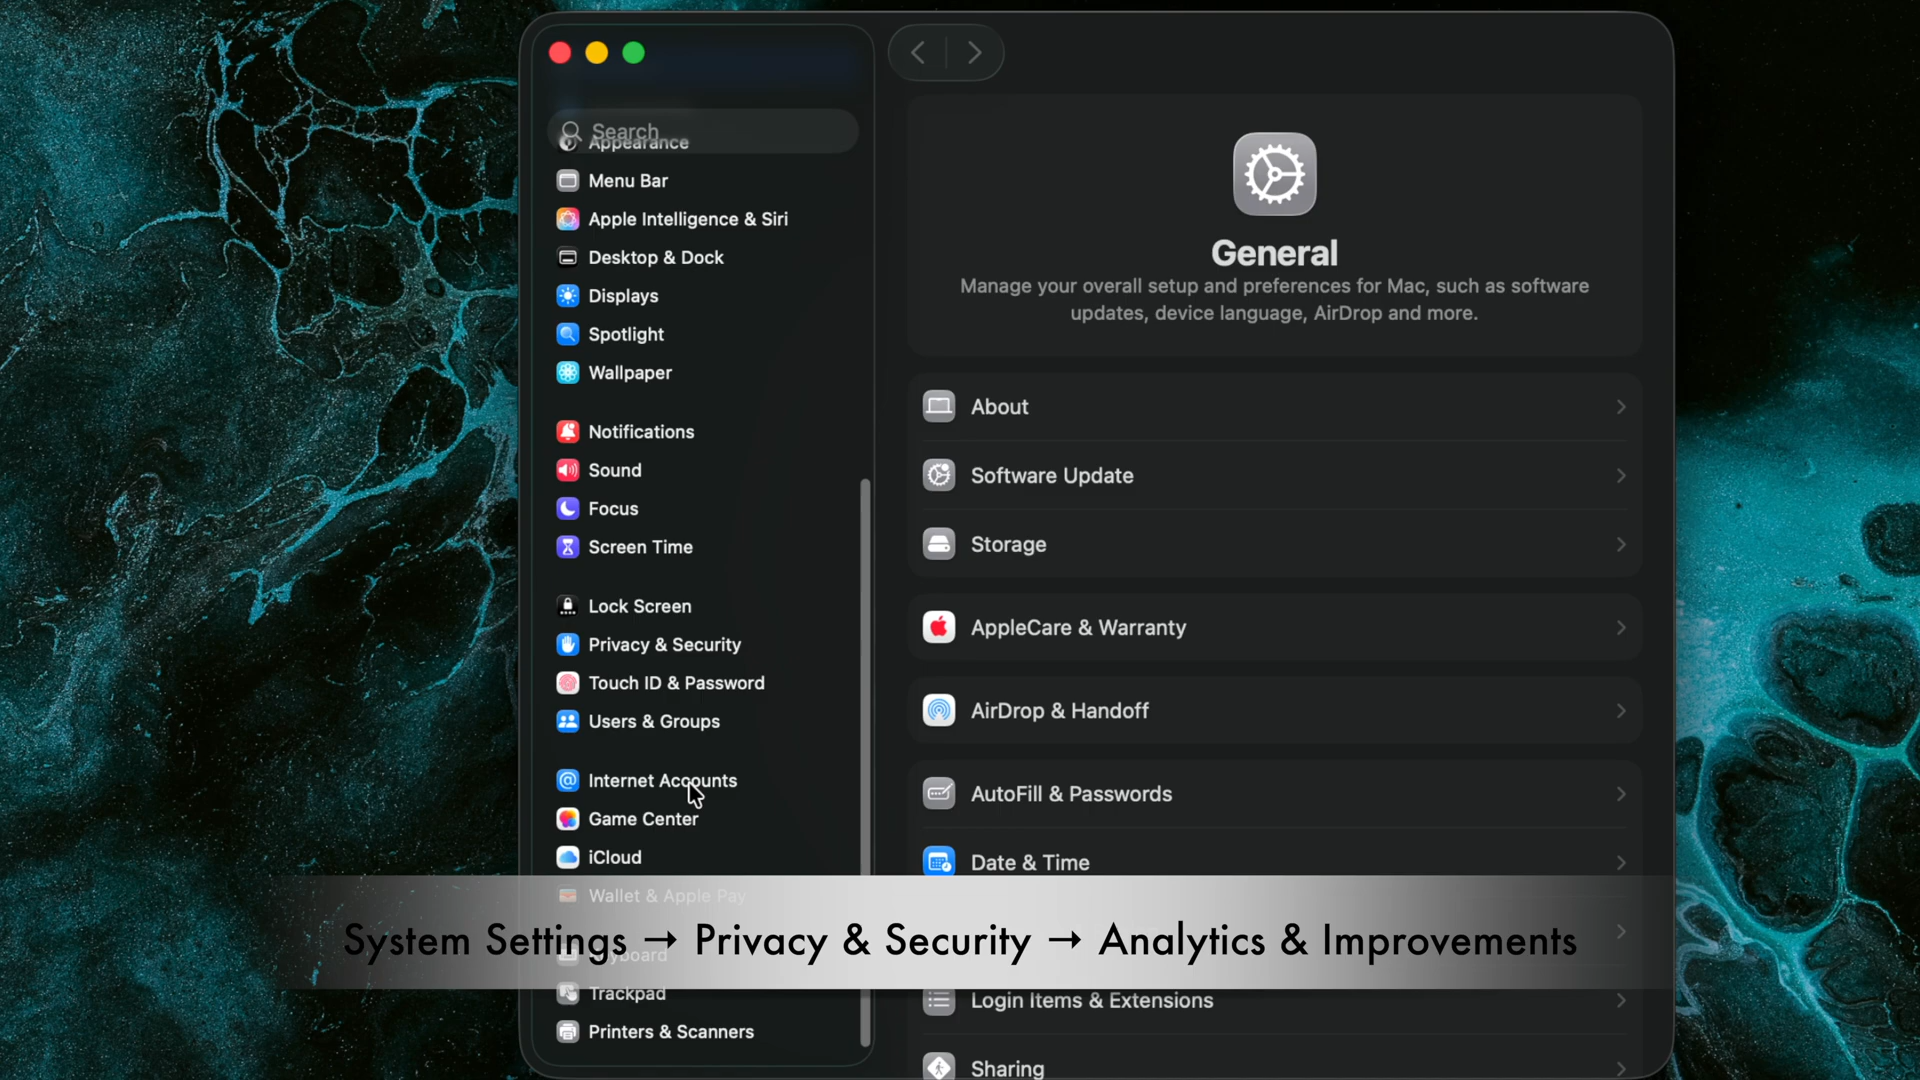 Search
Appearance
Menu Bar
Apple Intelligence & Siri
Desktop & Dock
Displays
Spotlight
Wallpaper
Notifications
Sound
Focus
Screen Time
Lock Screen
Privacy & Security
Touch ID & Password
Users & Groups
Internet Accounts
Game Center
iCloud
Wallet & Apple Pay
Keyboard
Trackpad
Printers & Scanners
General
Manage your overall setup and preferences for Mac, such as software
updates, device language, AirDrop and more.
About
Software Update
Storage
AppleCare & Warranty
AirDrop & Handoff
AutoFill & Passwords
Date & Time
Login Items & Extensions
Sharing
System Settings → Privacy & Security → Analytics & Improvements